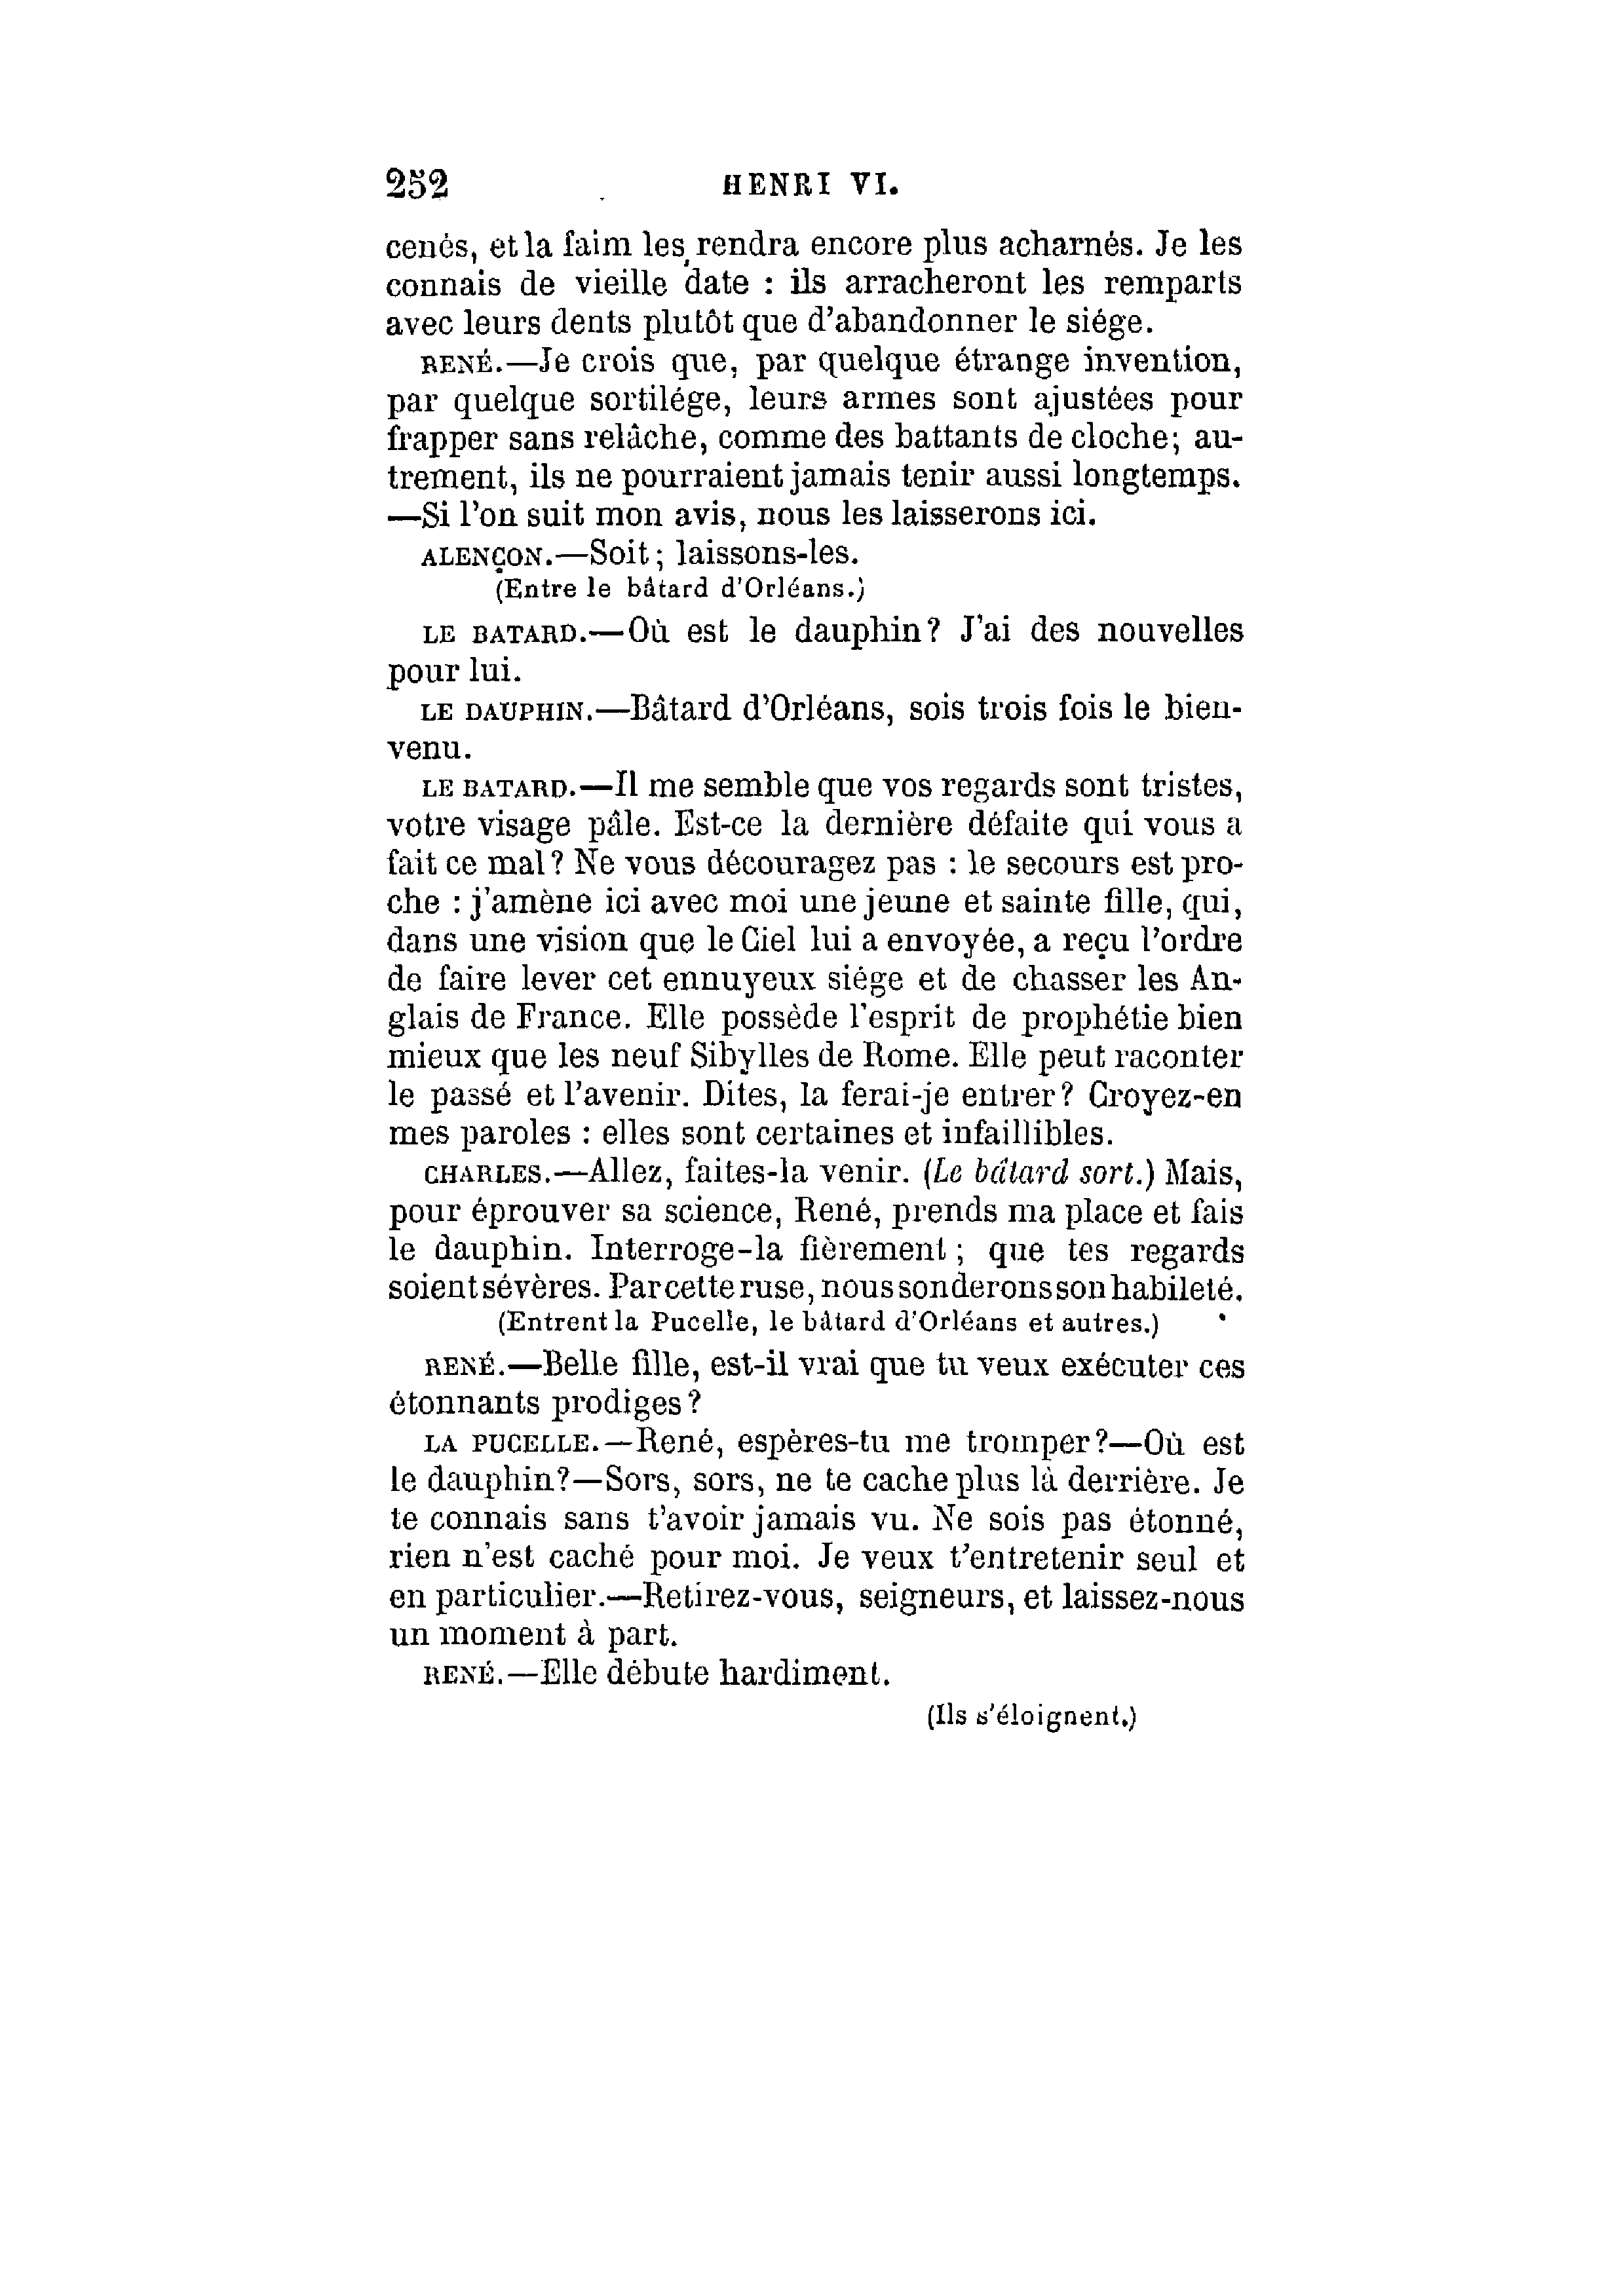 252 HENRI VI.
cenés, et la faim les rendra encore plus acharnés. Je les
connais de vieille date : ils arracheront les remparts
avec leurs dents plutôt que d'abandonner le siége.
RENÉ.—Je crois que, par quelque étrange invention,
par quelque sortilége, leurs armes sont ajustées pour
frapper sans relâche, comme des battants de cloche; au-
trement, ils ne pourraient jamais tenir aussi longtemps.
—Si l'on suit mon avis, nous les laisserons ici.
ALENÇON.—Soit; laissons-les.
(Entre le bâtard d'Orléans.)
LE BATARD.—Où est le dauphin? J'ai des nouvelles
pour lui.
LE DAUPHIN.—Bâtard d'Orléans, sois trois fois le bien-
venu.
LE BATARD.—Il me semble que vos regards sont tristes,
votre visage pâle. Est-ce la dernière défaite qui vous a
fait ce mal? Ne vous découragez pas : le secours est pro-
che : j'amène ici avec moi une jeune et sainte fille, qui,
dans une vision que le Ciel lui a envoyée, a reçu l'ordre
de faire lever cet ennuyeux siége et de chasser les An-
glais de France. Elle possède l'esprit de prophétie bien
mieux que les neuf Sibylles de Rome. Elle peut raconter
le passé et l'avenir. Dites, la ferai-je entrer? Croyez-en
mes paroles : elles sont certaines et infaillibles.
CHARLES.—Allez, faites-la venir. (Le bâtard sort.) Mais,
pour éprouver sa science, René, prends ma place et fais
le dauphin. Interroge-la fièrement; que tes regards
soient sévères. Par cette ruse, nous sonderons son habileté.
(Entrent la Pucelle, le bâtard d'Orléans et autres.)
RENÉ.—Belle fille, est-il vrai que tu veux exécuter ces
étonnants prodiges?
LA PUCELLE.—René, espères-tu me tromper?—Où est
le dauphin?—Sors, sors, ne te cache plus là derrière. Je
te connais sans t'avoir jamais vu. Ne sois pas étonné,
rien n'est caché pour moi. Je veux t'entretenir seul et
en particulier.—Retirez-vous, seigneurs, et laissez-nous
un moment à part.
RENÉ.—Elle débute hardiment.
(Ils s'éloignent.)